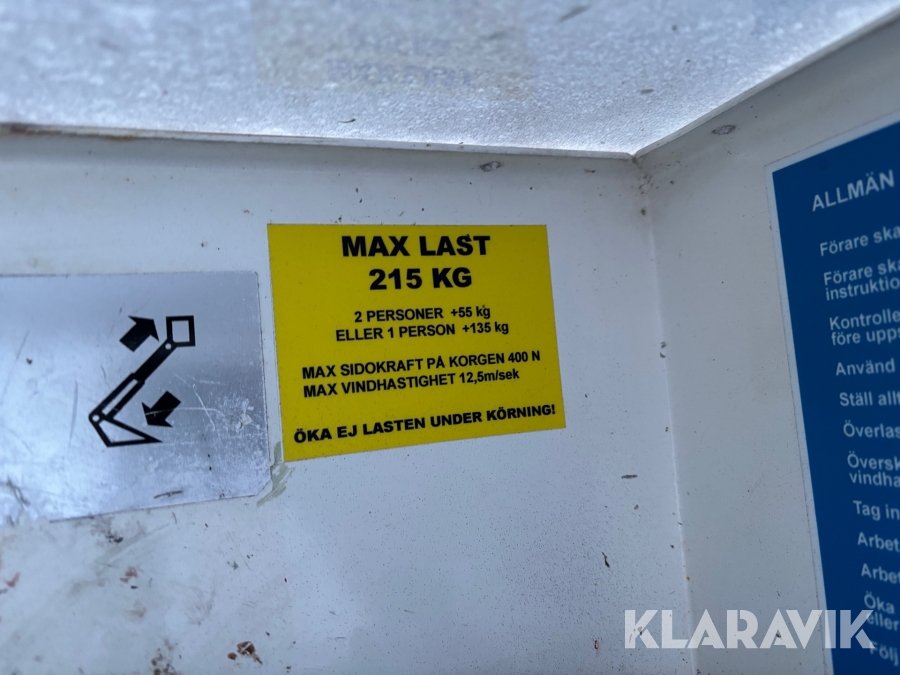 MAX LAST
215 KG
2 PERSONER +55 kg
ELLER 1 PERSON +135 kg
MAX SIDOKRAFT PÅ KORGEN 400 N
MAX VINDHASTIGHET 12,5m/sek
ÖKA EJ LASTEN UNDER KÖRNING!
ALLMÄN
Förare ska
Förare ska
instruktio
Kontrolle
före upps
Använd
Ställ allt
Överlas
Översk
vindha
Tag in
Arbet
Arbet
Öka
eller
Följ
KLARAVIK